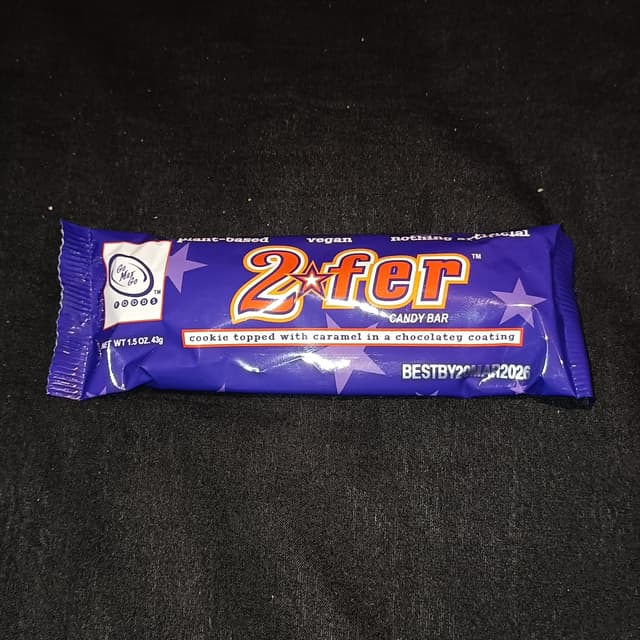 plant-based vegan nothing artificial
GO
MAX
GO
FOODS
TM
2★fer™
CANDY BAR
cookie topped with caramel in a chocolatey coating
NET WT 1.5 OZ. 43g
BESTBY20MAR2026